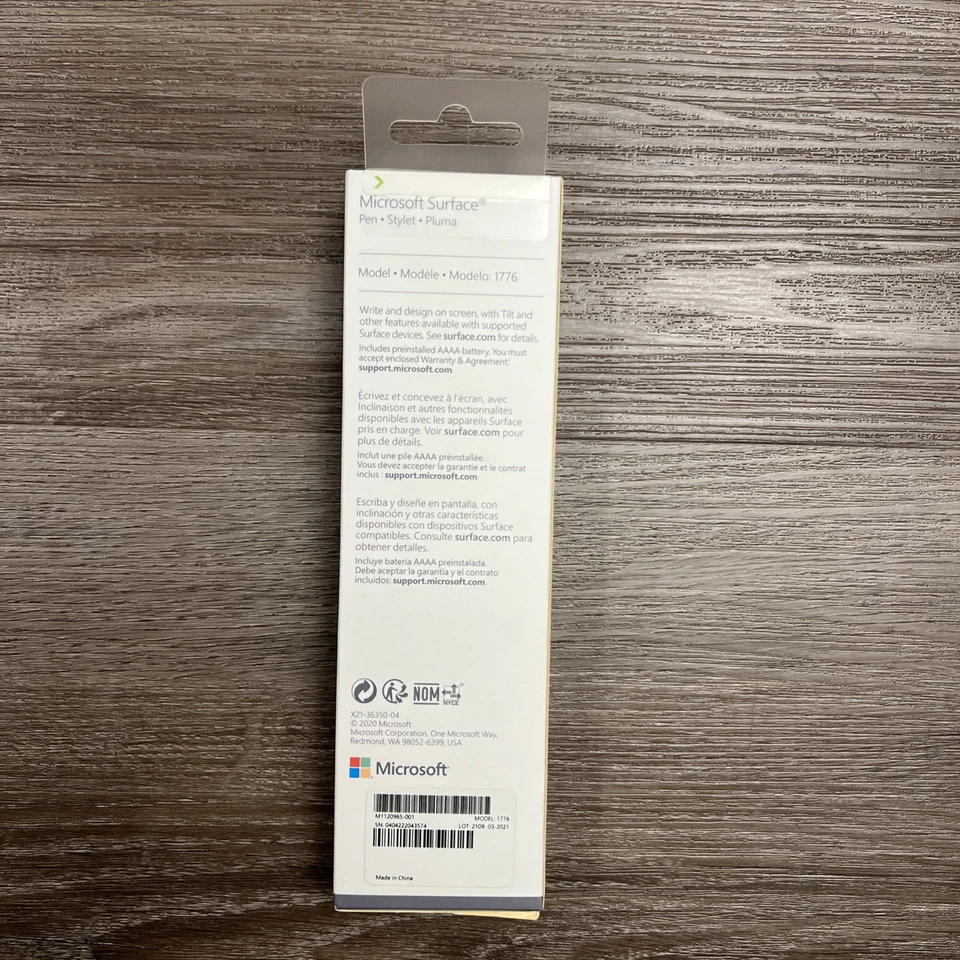 Microsoft Surface®
Pen • Stylet • Pluma
Model • Modèle • Modelo: 1776
Write and design on screen, with Tilt and
other features available with supported
Surface devices. See surface.com for details.
Includes preinstalled AAAA battery. You must
accept enclosed Warranty & Agreement:
support.microsoft.com.
Écrivez et concevez à l'écran, avec
Inclinaison et autres fonctionnalités
disponibles avec les appareils Surface
pris en charge. Voir surface.com pour
plus de détails.
Inclut une pile AAAA préinstallée.
Vous devez accepter la garantie et le contrat
inclus : support.microsoft.com.
Escriba y diseñe en pantalla, con
inclinación y otras características
disponibles con dispositivos Surface
compatibles. Consulte surface.com para
obtener detalles.
Incluye batería AAAA preinstalada.
Debe aceptar la garantía y el contrato
incluidos: support.microsoft.com.
NOM NYCE
X21-36350-04
© 2020 Microsoft
Microsoft Corporation, One Microsoft Way,
Redmond, WA 98052-6399, USA
Microsoft
M1120965-001 MODEL: 1776
SN: 0404222043574 LOT: 2109 03-2021
Made in China